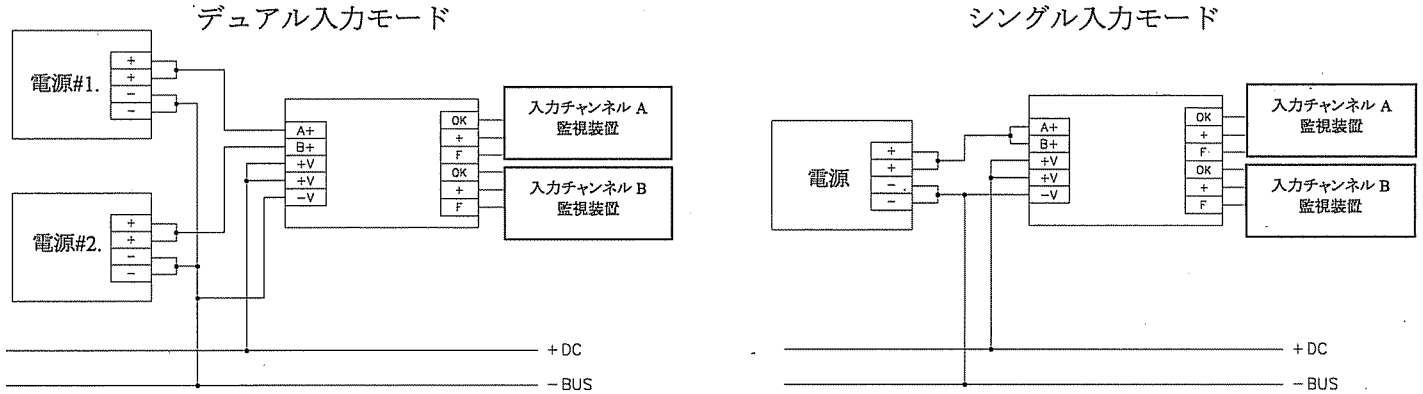 デュアル入力モード
電源#1.
+
+
-
-
電源#2.
+
+
-
-
A+
B+
+V
+V
-V
OK
+
F
OK
+
F
入力チャンネル A
監視装置
入力チャンネル B
監視装置
+DC
-BUS
シングル入力モード
電源
+
+
-
-
A+
B+
+V
+V
-V
OK
+
F
OK
+
F
入力チャンネル A
監視装置
入力チャンネル B
監視装置
+DC
-BUS